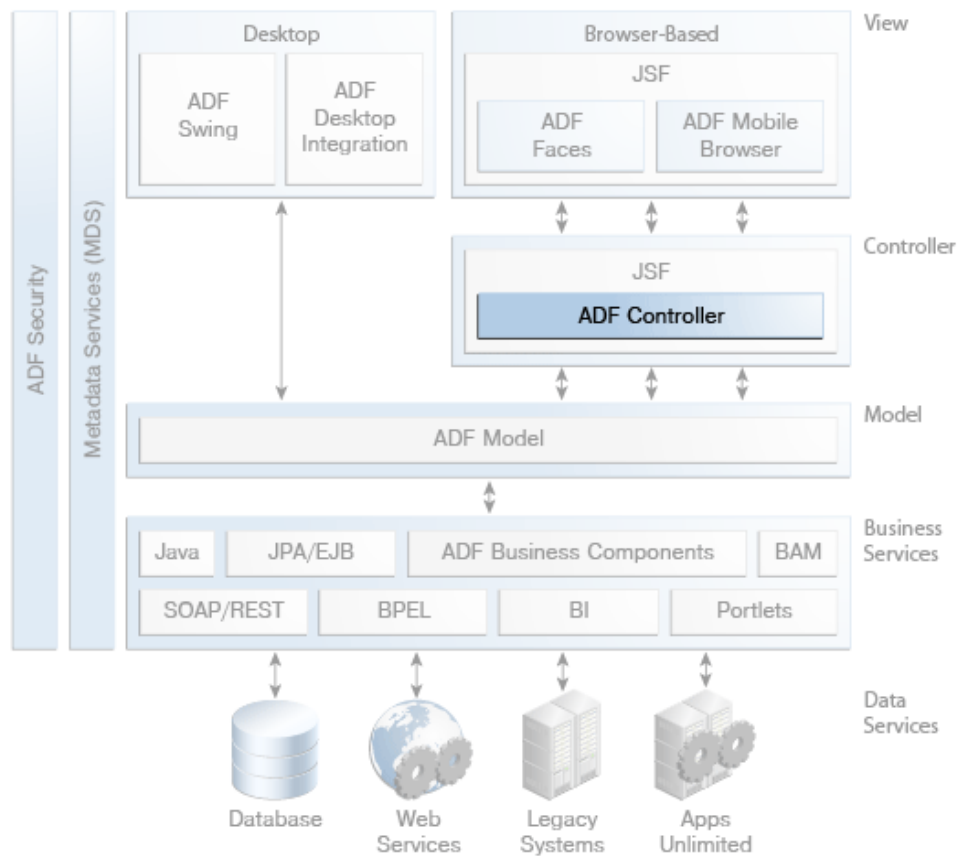 Desktop
Browser-Based
View
ADF
Swing
ADF
Desktop
Integration
JSF
ADF
Faces
ADF Mobile
Browser
Controller
JSF
ADF Controller
ADF Security
Metadata Services (MDS)
Model
ADF Model
Business
Services
Java
JPA/EJB
ADF Business Components
BAM
SOAP/REST
BPEL
BI
Portlets
Data
Services
Database
Web
Services
Legacy
Systems
Apps
Unlimited